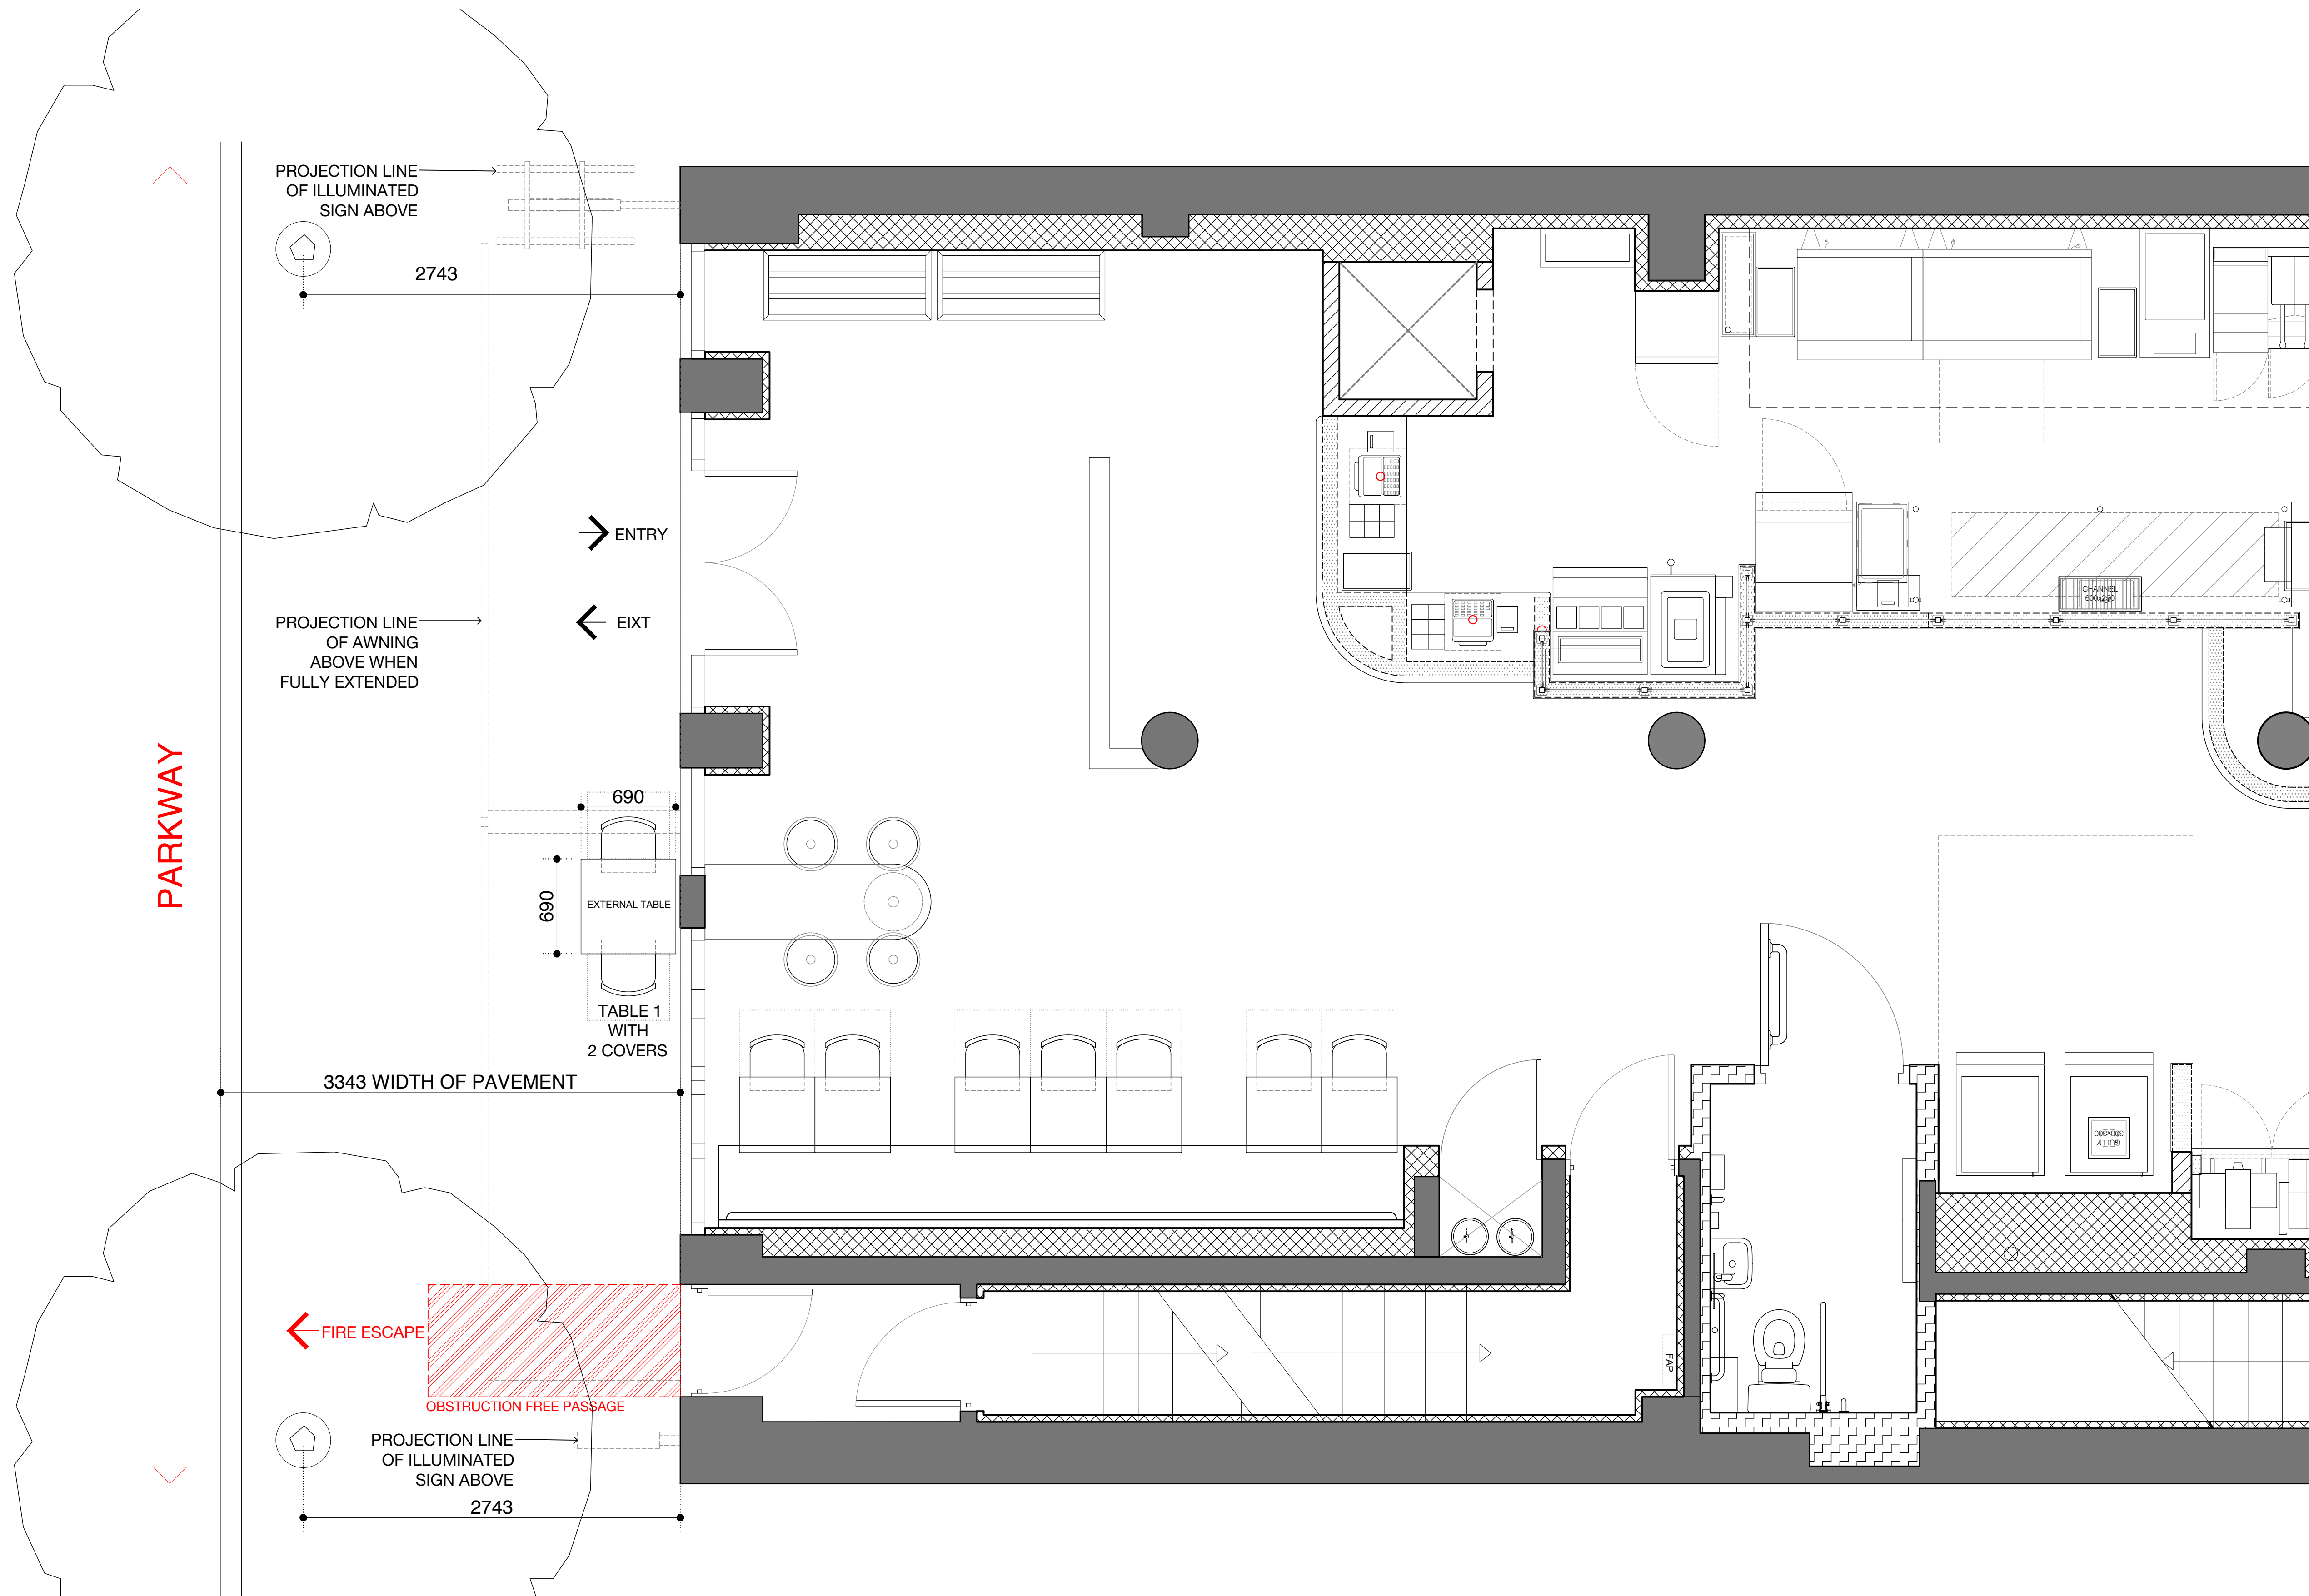 PROJECTION LINE
OF ILLUMINATED
SIGN ABOVE
2743
ENTRY
EIXT
PROJECTION LINE
OF AWNING
ABOVE WHEN
FULLY EXTENDED
CHANNEL
600x250
PARKWAY
690
690
EXTERNAL TABLE
TABLE 1
WITH
2 COVERS
3343 WIDTH OF PAVEMENT
GULLY
300x300
FIRE ESCAPE
OBSTRUCTION FREE PASSAGE
FAP
PROJECTION LINE
OF ILLUMINATED
SIGN ABOVE
2743